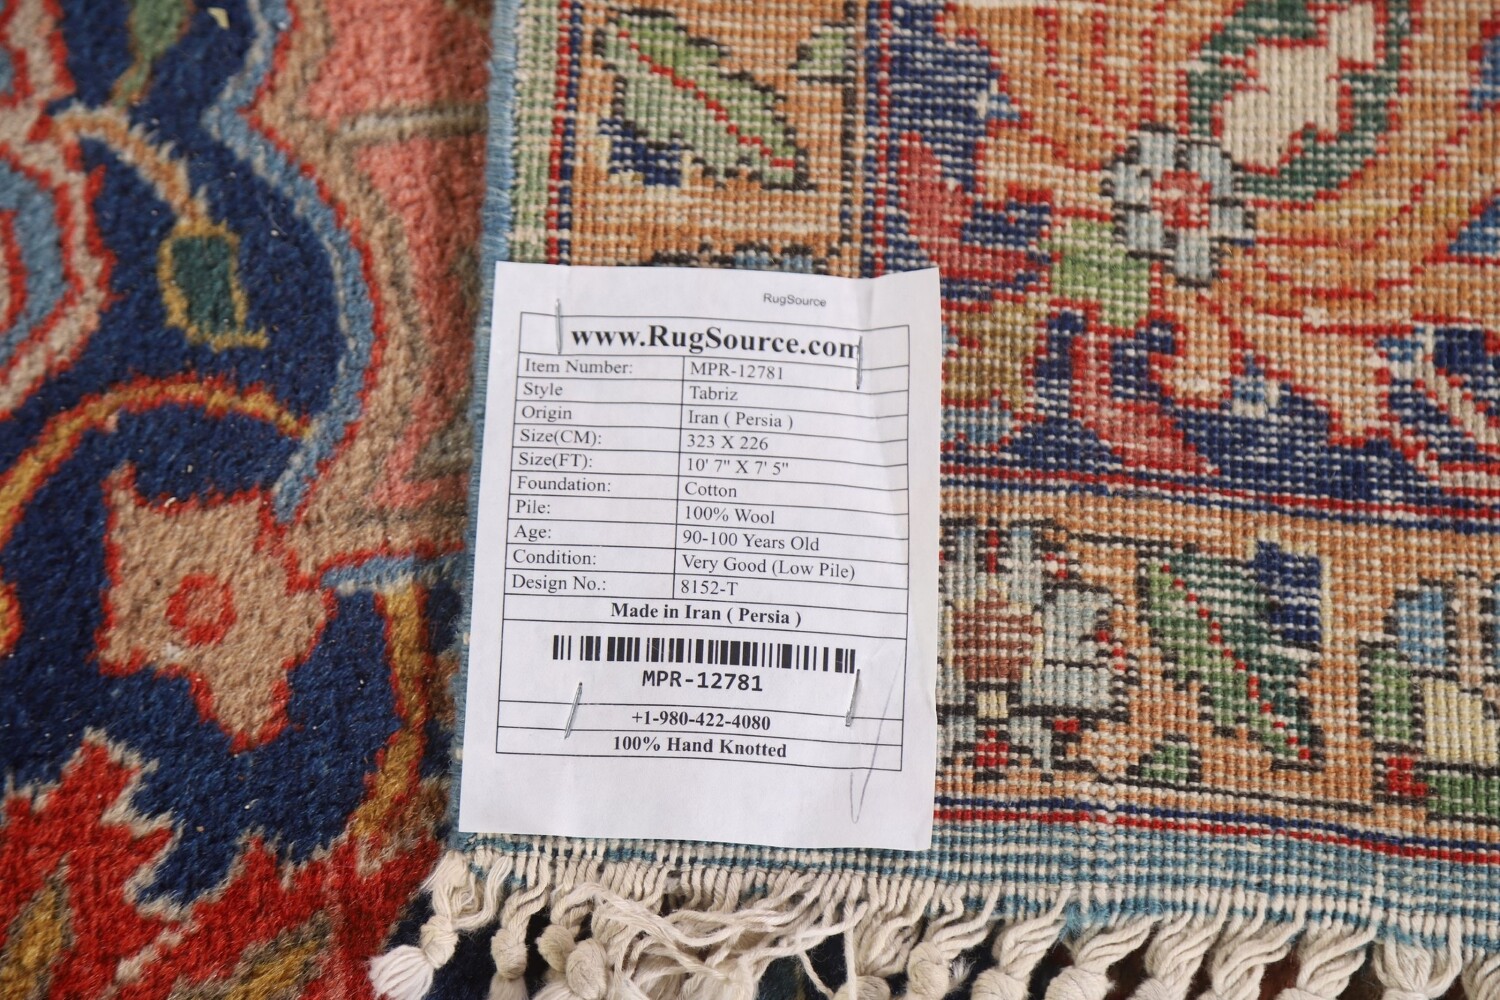 RugSource
www.RugSource.com
Item Number: MPR-12781
Style Tabriz
Origin Iran ( Persia )
Size(CM): 323 X 226
Size(FT): 10' 7" X 7' 5"
Foundation: Cotton
Pile: 100% Wool
Age: 90-100 Years Old
Condition: Very Good (Low Pile)
Design No.: 8152-T
Made in Iran ( Persia )
MPR-12781
+1-980-422-4080
100% Hand Knotted